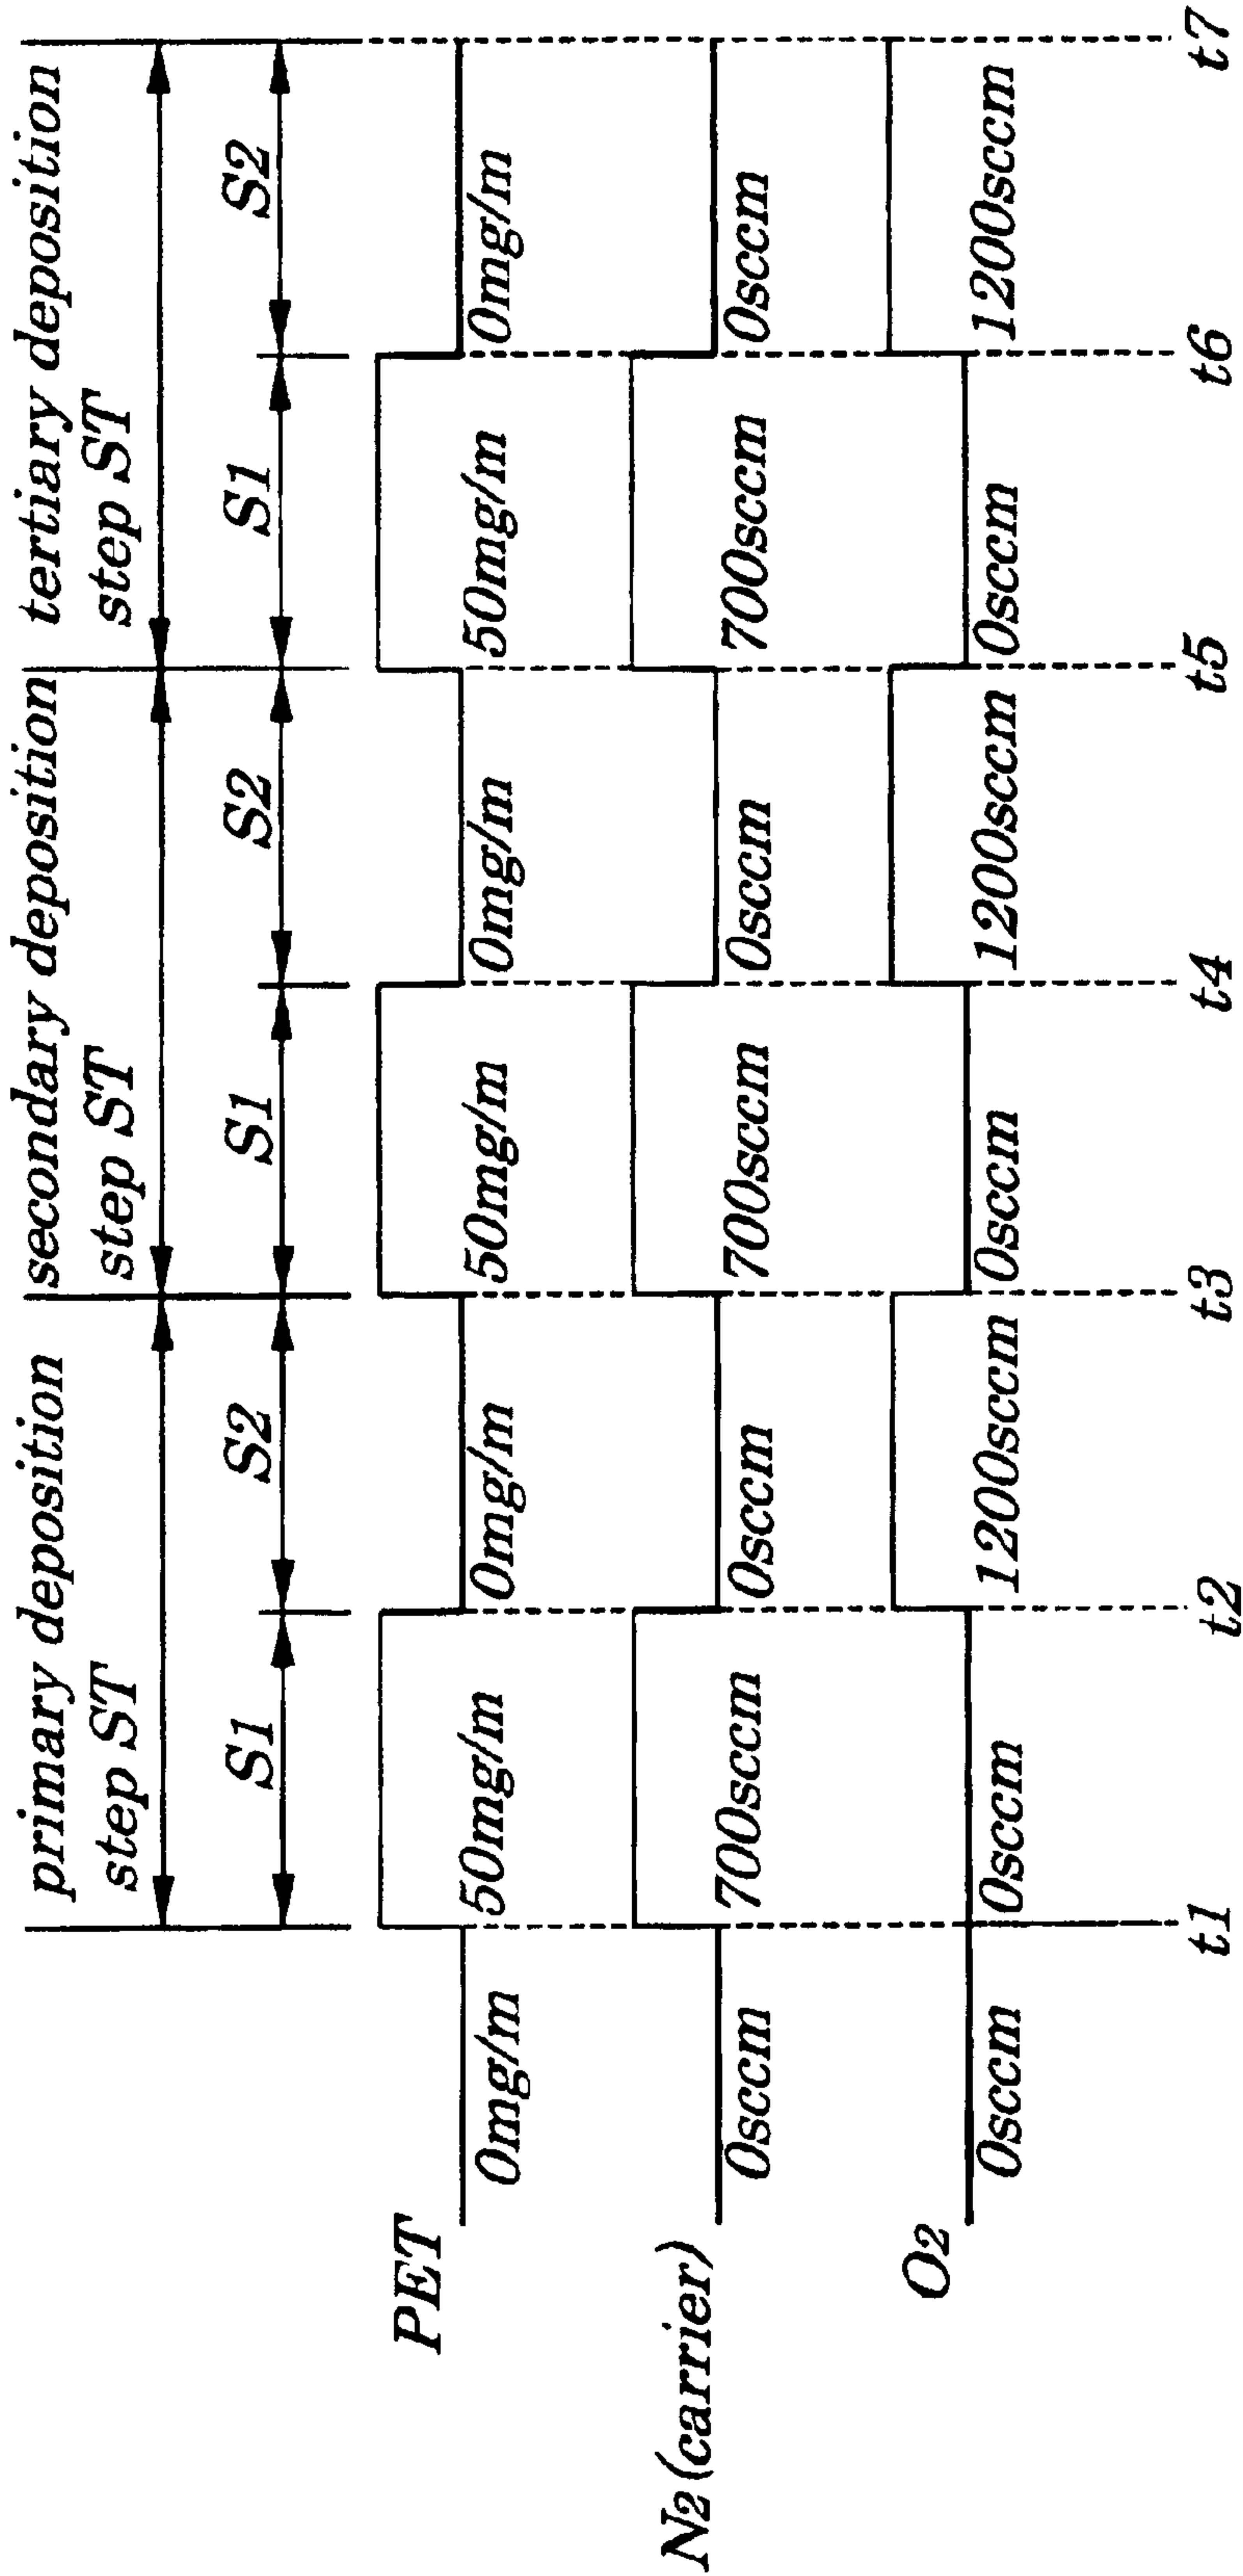 primary deposition
step ST
secondary deposition
step ST
tertiary deposition
step ST
S1
S2
S1
S2
S1
S2
PET
0mg/m
50mg/m
0mg/m
50mg/m
0mg/m
50mg/m
0mg/m
N2 (carrier)
0sccm
700sccm
0sccm
700sccm
0sccm
700sccm
0sccm
O2
0sccm
0sccm
1200sccm
0sccm
1200sccm
0sccm
1200sccm
t1
t2
t3
t4
t5
t6
t7